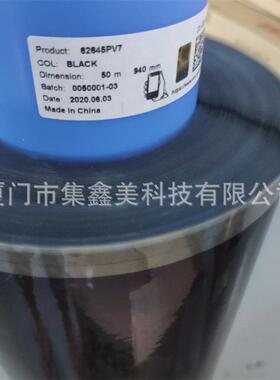 Product: 62645PV7
COL: BLACK
Dimension: 50 m 940 mm
Batch: 0050001-03
Date: 2020.06.03
Made in China
厦门市集鑫美科技有限公司